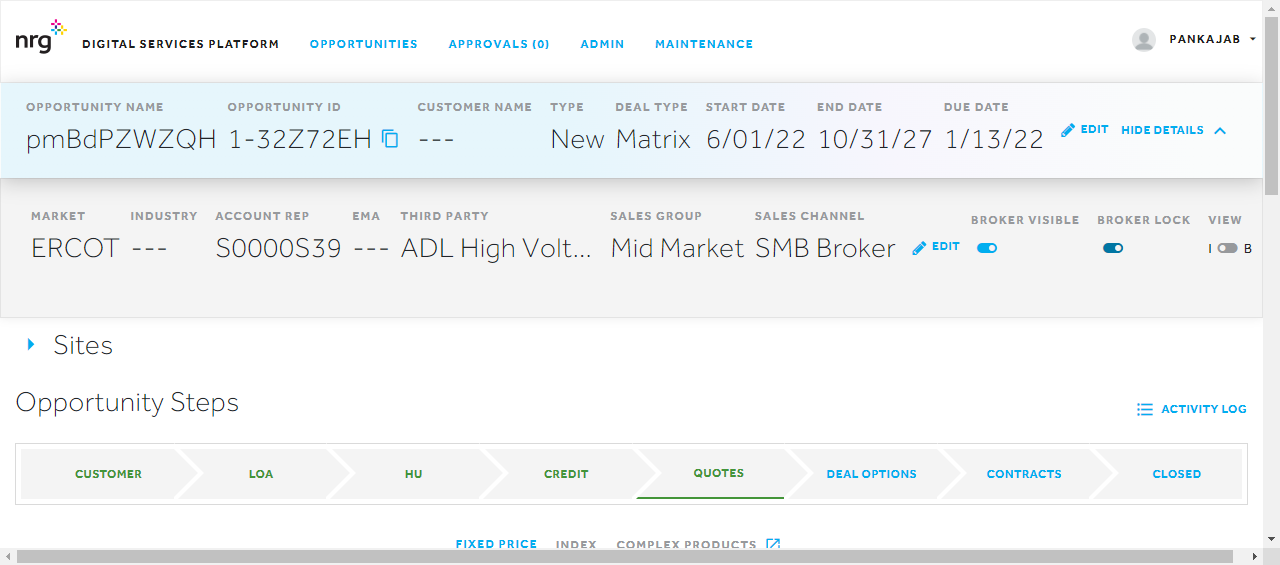 nrg DIGITAL SERVICES PLATFORM OPPORTUNITIES APPROVALS (0) ADMIN MAINTENANCE PANKAJAB
OPPORTUNITY NAME OPPORTUNITY ID CUSTOMER NAME TYPE DEAL TYPE START DATE END DATE DUE DATE
pmBdPZWZQH 1-32Z72EH --- New Matrix 6/01/22 10/31/27 1/13/22 EDIT HIDE DETAILS
MARKET INDUSTRY ACCOUNT REP EMA THIRD PARTY SALES GROUP SALES CHANNEL BROKER VISIBLE BROKER LOCK VIEW
ERCOT --- S0000S39 --- ADL High Volt... Mid Market SMB Broker EDIT I B
Sites
Opportunity Steps
ACTIVITY LOG
CUSTOMER LOA HU CREDIT QUOTES DEAL OPTIONS CONTRACTS CLOSED
FIXED PRICE INDEX COMPLEX PRODUCTS